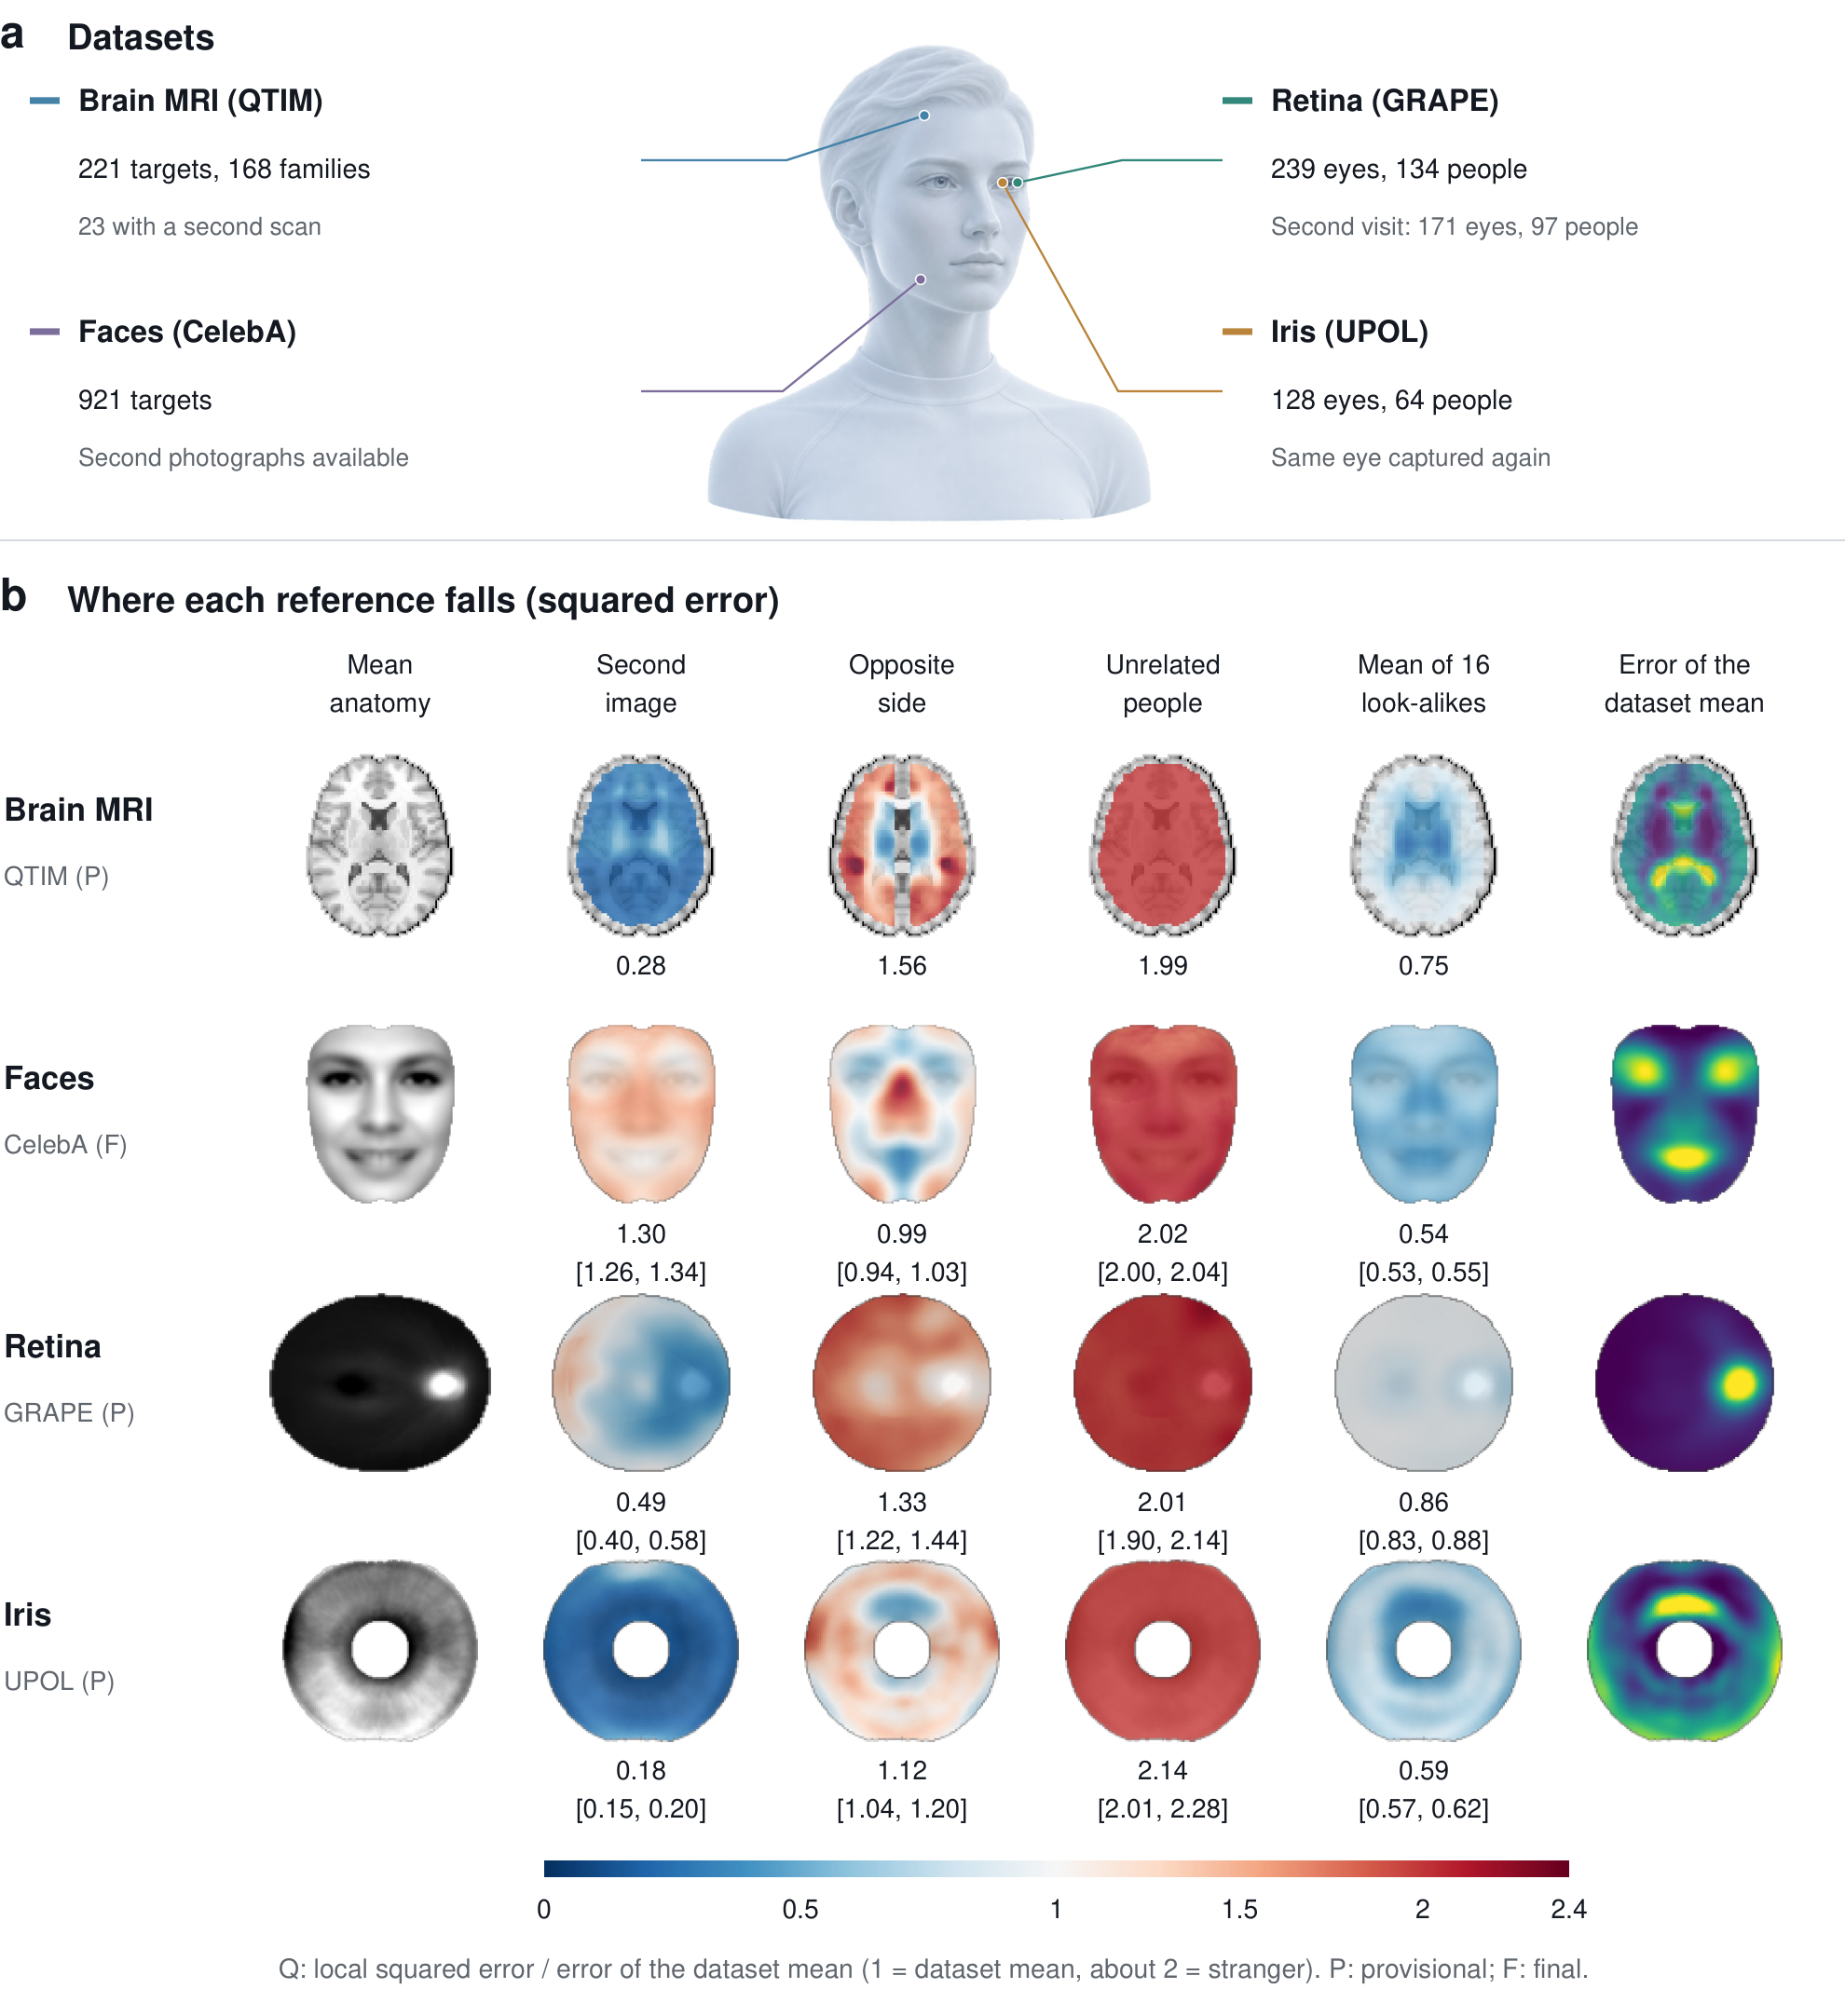 a Datasets
Brain MRI (QTIM)
221 targets, 168 families
23 with a second scan
Faces (CelebA)
921 targets
Second photographs available
Retina (GRAPE)
239 eyes, 134 people
Second visit: 171 eyes, 97 people
Iris (UPOL)
128 eyes, 64 people
Same eye captured again
b Where each reference falls (squared error)
Mean anatomy
Second image
Opposite side
Unrelated people
Mean of 16 look-alikes
Error of the dataset mean
Brain MRI
QTIM (P)
0.28 1.56 1.99 0.75
Faces
CelebA (F)
1.30 0.99 2.02 0.54
[1.26, 1.34] [0.94, 1.03] [2.00, 2.04] [0.53, 0.55]
Retina
GRAPE (P)
0.49 1.33 2.01 0.86
[0.40, 0.58] [1.22, 1.44] [1.90, 2.14] [0.83, 0.88]
Iris
UPOL (P)
0.18 1.12 2.14 0.59
[0.15, 0.20] [1.04, 1.20] [2.01, 2.28] [0.57, 0.62]
0 0.5 1 1.5 2 2.4
Q: local squared error / error of the dataset mean (1 = dataset mean, about 2 = stranger). P: provisional; F: final.